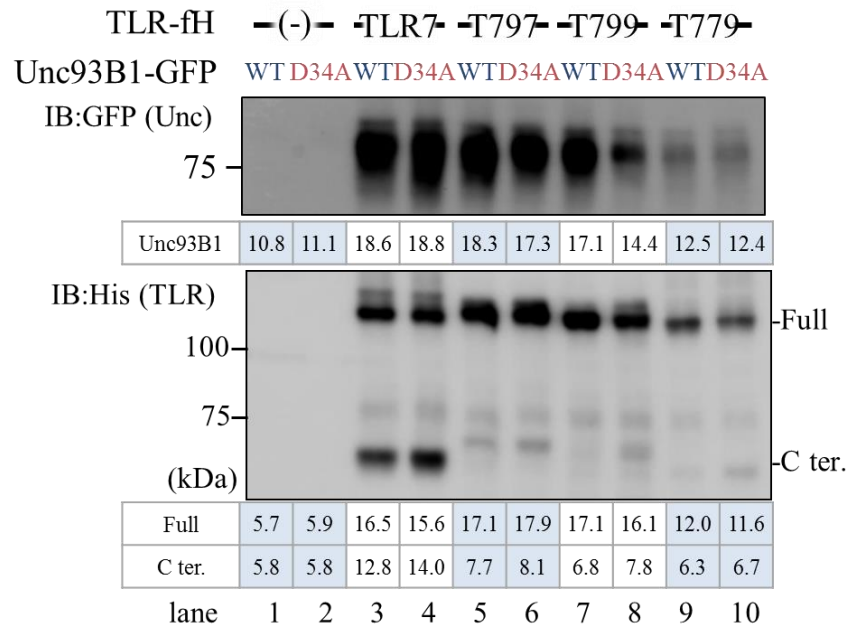 TLR-fH (-) TLR7 T797 T799 T779
Unc93B1-GFP WT D34A WT D34A WT D34A WT D34A WT D34A
IB:GFP (Unc)
75
Unc93B1 10.8 11.1 18.6 18.8 18.3 17.3 17.1 14.4 12.5 12.4
IB:His (TLR)
-Full
100
75
-C ter.
(kDa)
Full 5.7 5.9 16.5 15.6 17.1 17.9 17.1 16.1 12.0 11.6
C ter. 5.8 5.8 12.8 14.0 7.7 8.1 6.8 7.8 6.3 6.7
lane 1 2 3 4 5 6 7 8 9 10